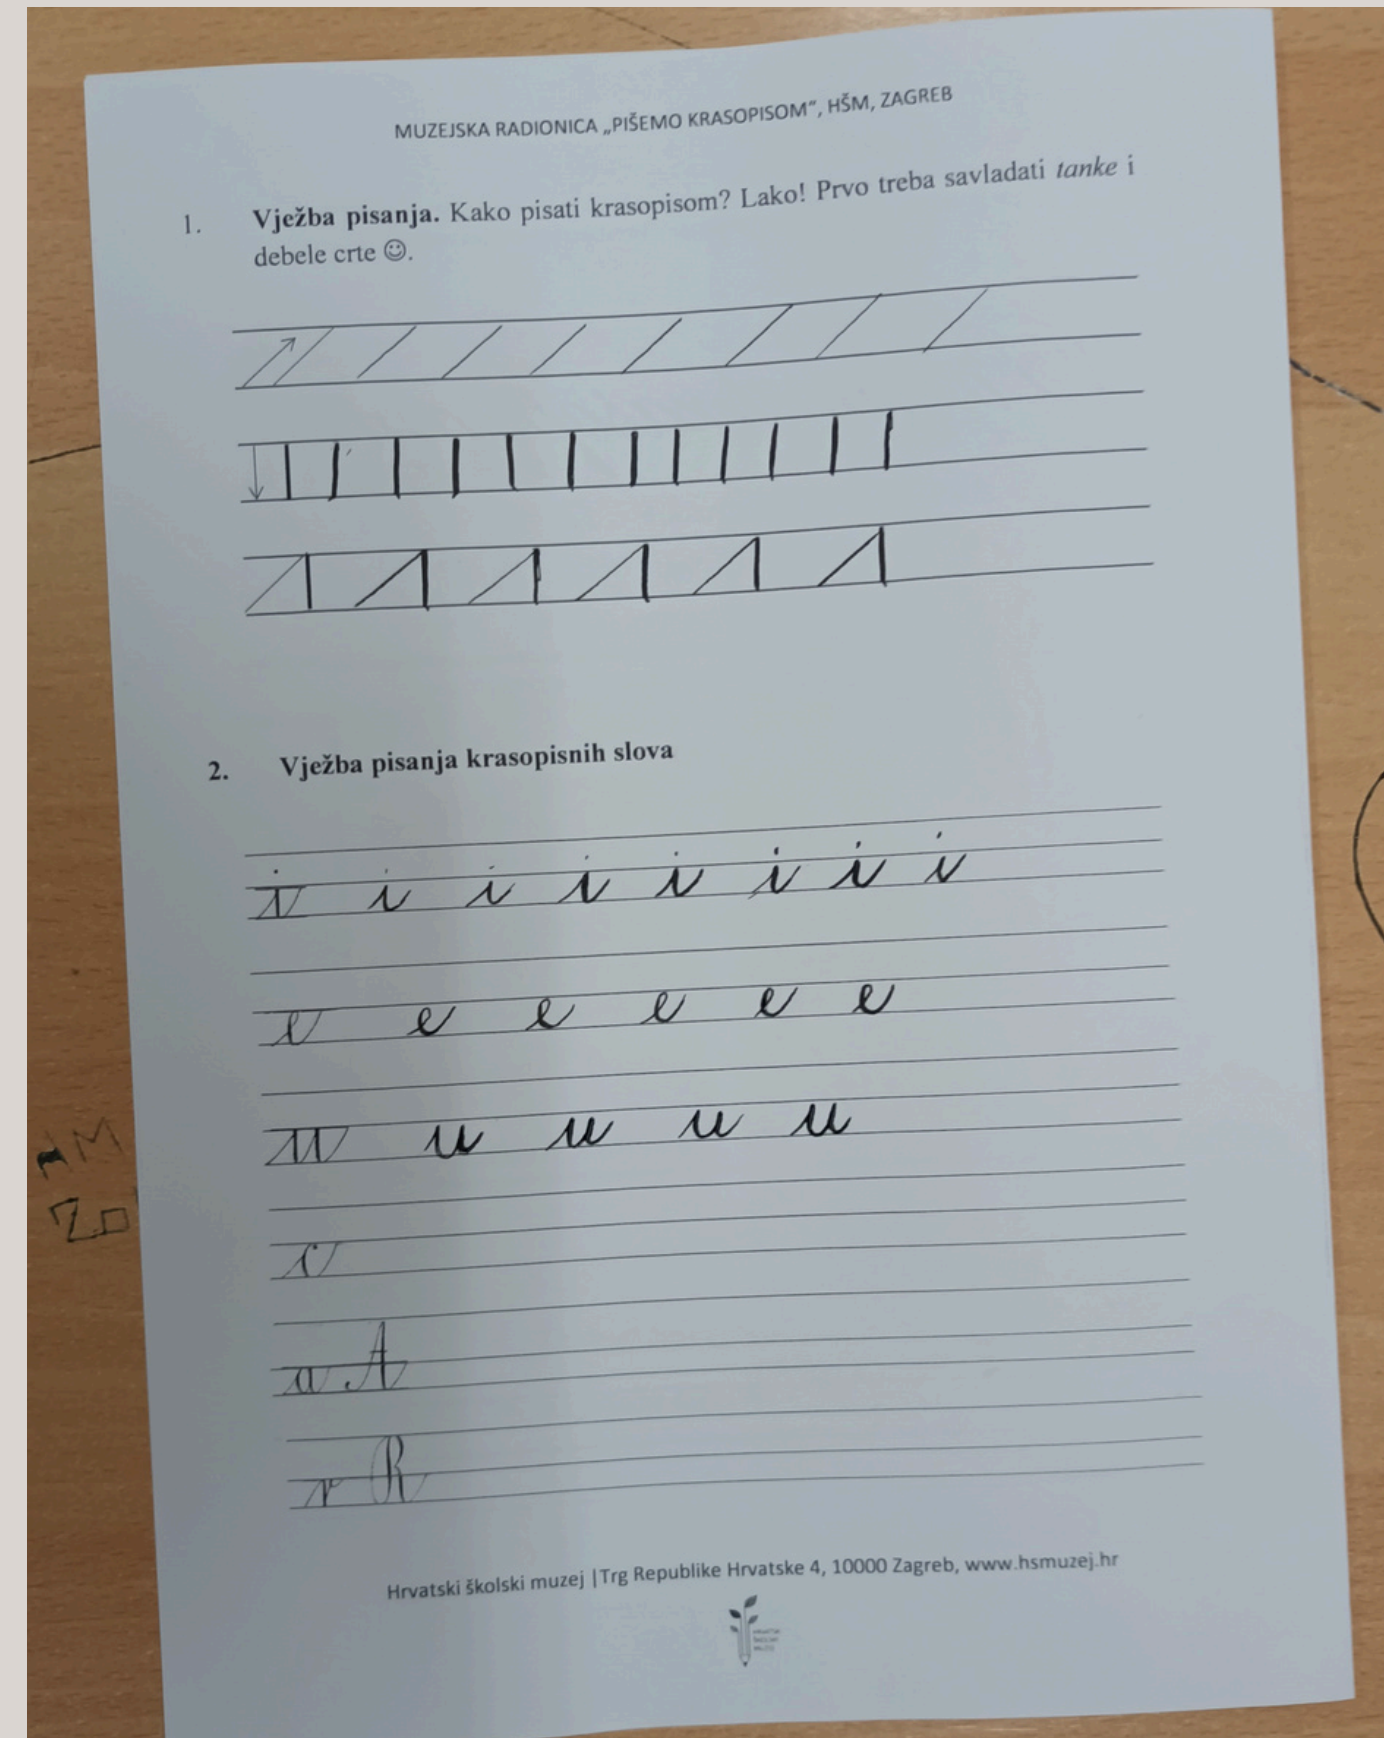 MUZEJSKA RADIONICA „PIŠEMO KRASOPISOM“, HŠM, ZAGREB
1. Vježba pisanja. Kako pisati krasopisom? Lako! Prvo treba savladati tanke i
debele crte ☺.
2. Vježba pisanja krasopisnih slova
i i i i i i i i
e e e e e e
u u u u u
c
a A
r R
Hrvatski školski muzej |Trg Republike Hrvatske 4, 10000 Zagreb, www.hsmuzej.hr